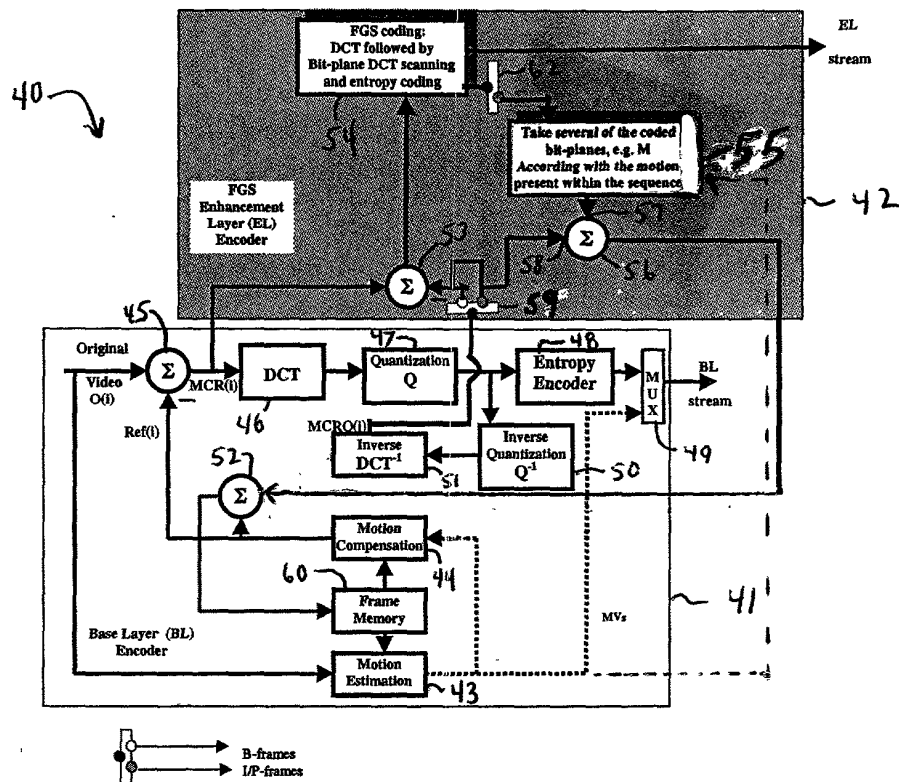 40
FGS coding:
DCT followed by
Bit-plane DCT scanning
and entropy coding
54
EL
stream
62
Take several of the coded
bit-planes, e.g. M
According with the motion
present within the sequence
55
42
FGS
Enhancement
Layer (EL)
Encoder
53
57
Σ
58
56
Σ
59
45
Original
Video
O(i)
Σ
MCR(i)
DCT
46
47
Quantization
Q
48
Entropy
Encoder
MUX
49
BL
stream
Ref(i)
MCRQ(i)
Inverse
DCT-1
51
Inverse
Quantization
Q-1
50
52
Σ
Motion
Compensation
44
60
Frame
Memory
41
MVs
Base Layer (BL)
Encoder
Motion
Estimation
43
B-frames
I/P-frames